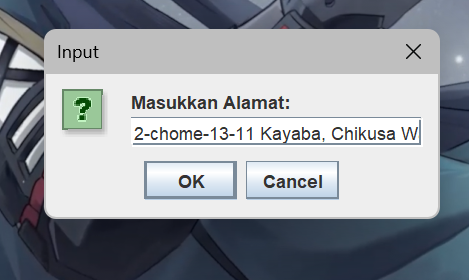 Input
Masukkan Alamat:
2-chome-13-11 Kayaba, Chikusa W
OK
Cancel